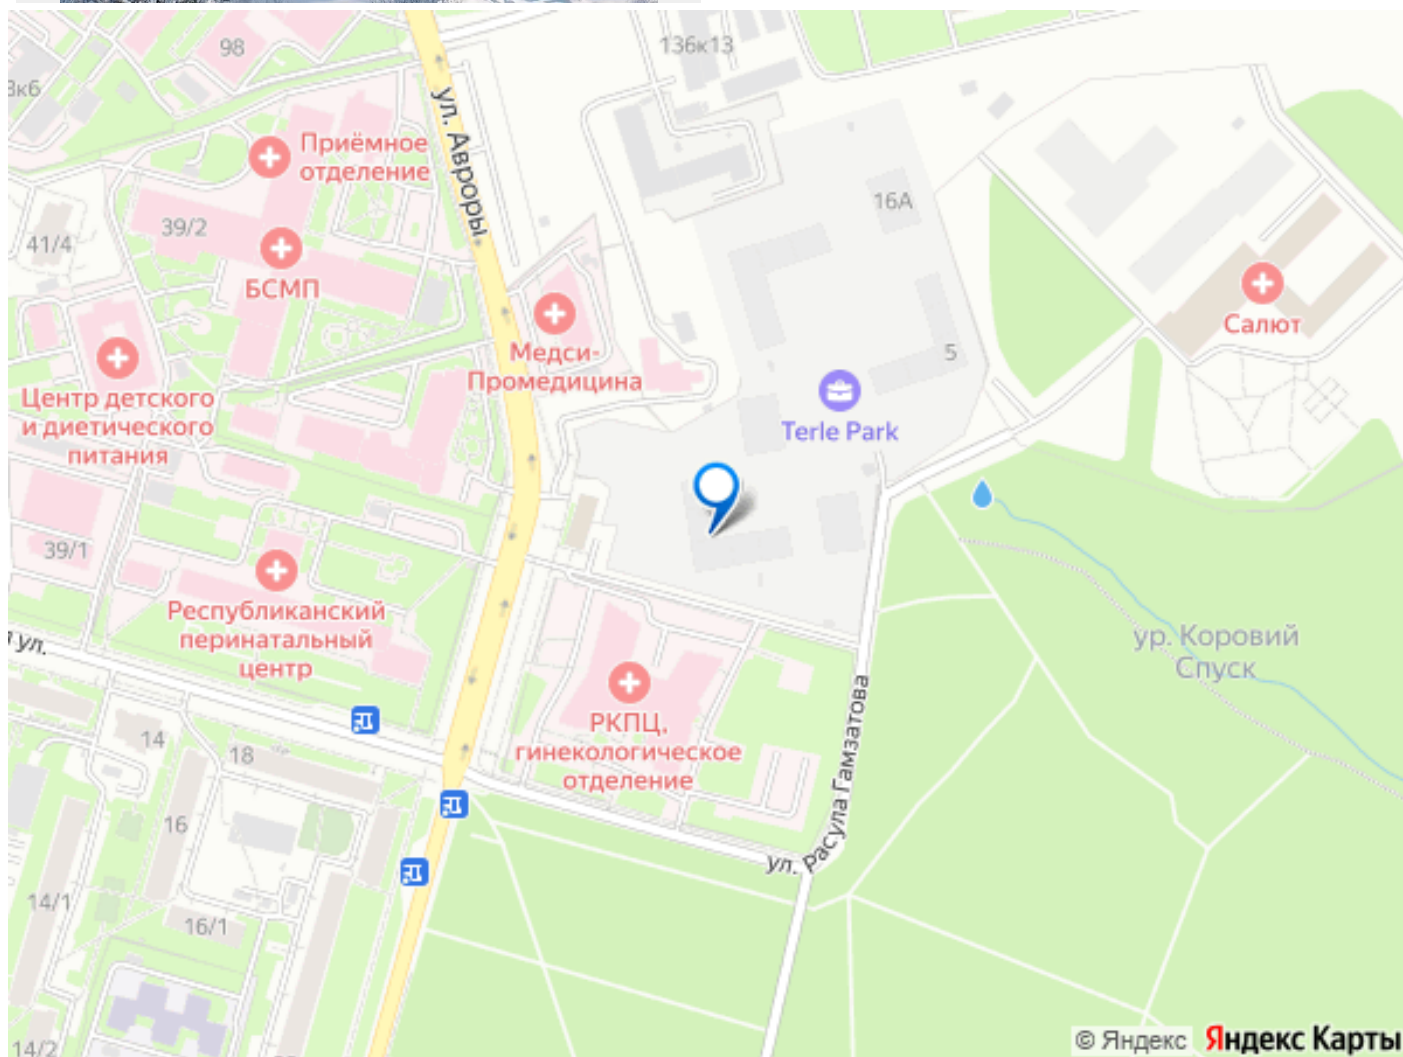 98
136к13
3к6
ул. Авроры
Приёмное
отделение
16А
39/2
41/4
БСМП
Салют
Медси-
Промедицина
5
Центр детского
и диетического
питания
Terle Park
39/1
Республиканский
перинатальный
центр
ул.
ур. Коровий
Спуск
РКПЦ,
гинекологическое
отделение
14
18
ул. Расула Гамзатова
16
14/1
16/1
14/2
© Яндекс
Яндекс Карты